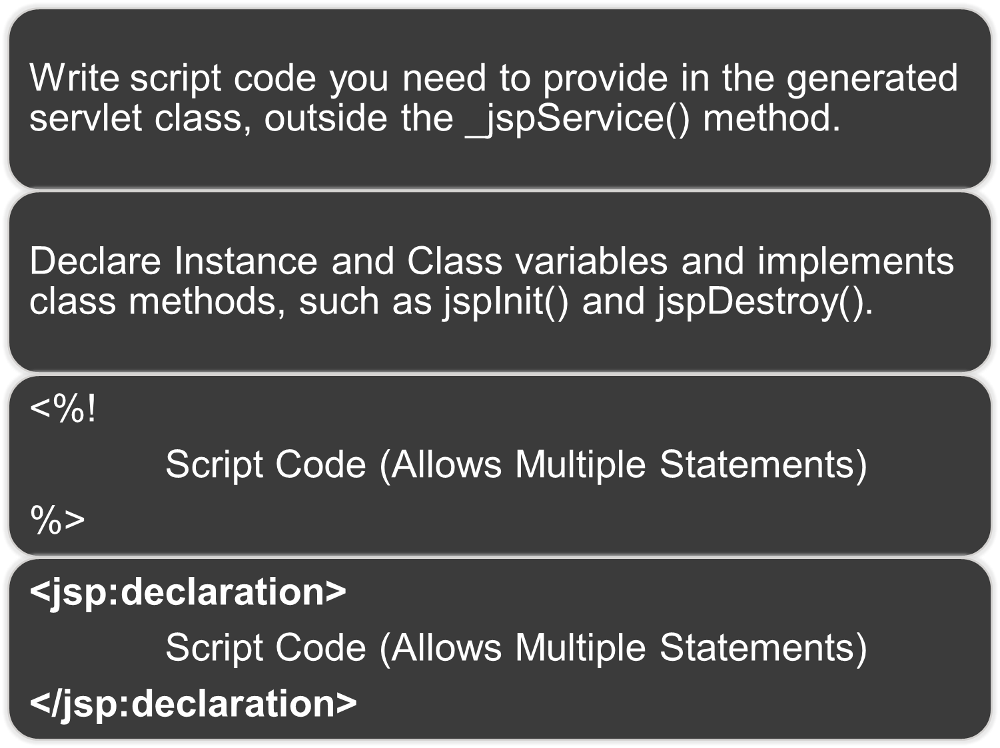 Write script code you need to provide in the generated
servlet class, outside the _jspService() method.
Declare Instance and Class variables and implements
class methods, such as jspInit() and jspDestroy().
<%!
Script Code (Allows Multiple Statements)
%>
<jsp:declaration>
Script Code (Allows Multiple Statements)
</jsp:declaration>